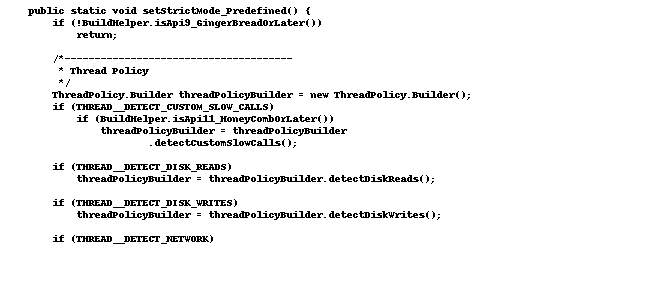 public static void setStrictMode_Predefined() {
if (!BuildHelper.isApi9_GingerBreadOrLater())
return;
/*--------------------------------------
* Thread Policy
*/
ThreadPolicy.Builder threadPolicyBuilder = new ThreadPolicy.Builder();
if (THREAD__DETECT_CUSTOM_SLOW_CALLS)
if (BuildHelper.isApi11_HoneyCombOrLater())
threadPolicyBuilder = threadPolicyBuilder
.detectCustomSlowCalls();
if (THREAD__DETECT_DISK_READS)
threadPolicyBuilder = threadPolicyBuilder.detectDiskReads();
if (THREAD__DETECT_DISK_WRITES)
threadPolicyBuilder = threadPolicyBuilder.detectDiskWrites();
if (THREAD__DETECT_NETWORK)